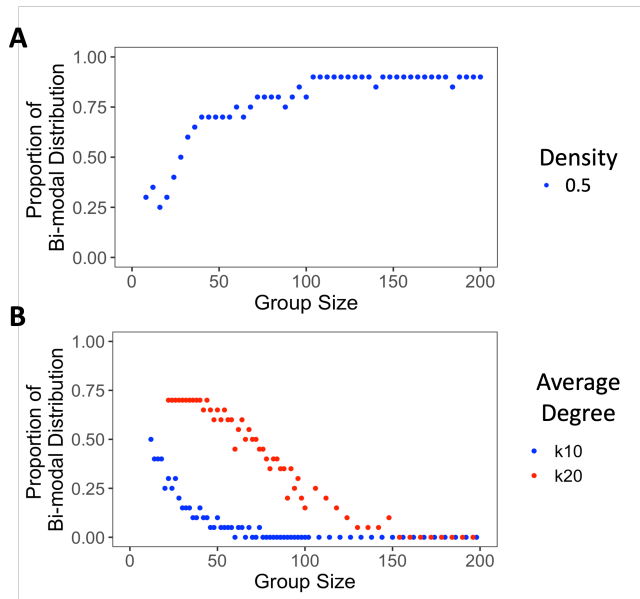 A
Proportion of
Bi-modal Distribution
1.00
0.75
0.50
0.25
0.00
0 50 100 150 200
Group Size
Density
0.5
B
Proportion of
Bi-modal Distribution
1.00
0.75
0.50
0.25
0.00
0 50 100 150 200
Group Size
Average
Degree
k10
k20